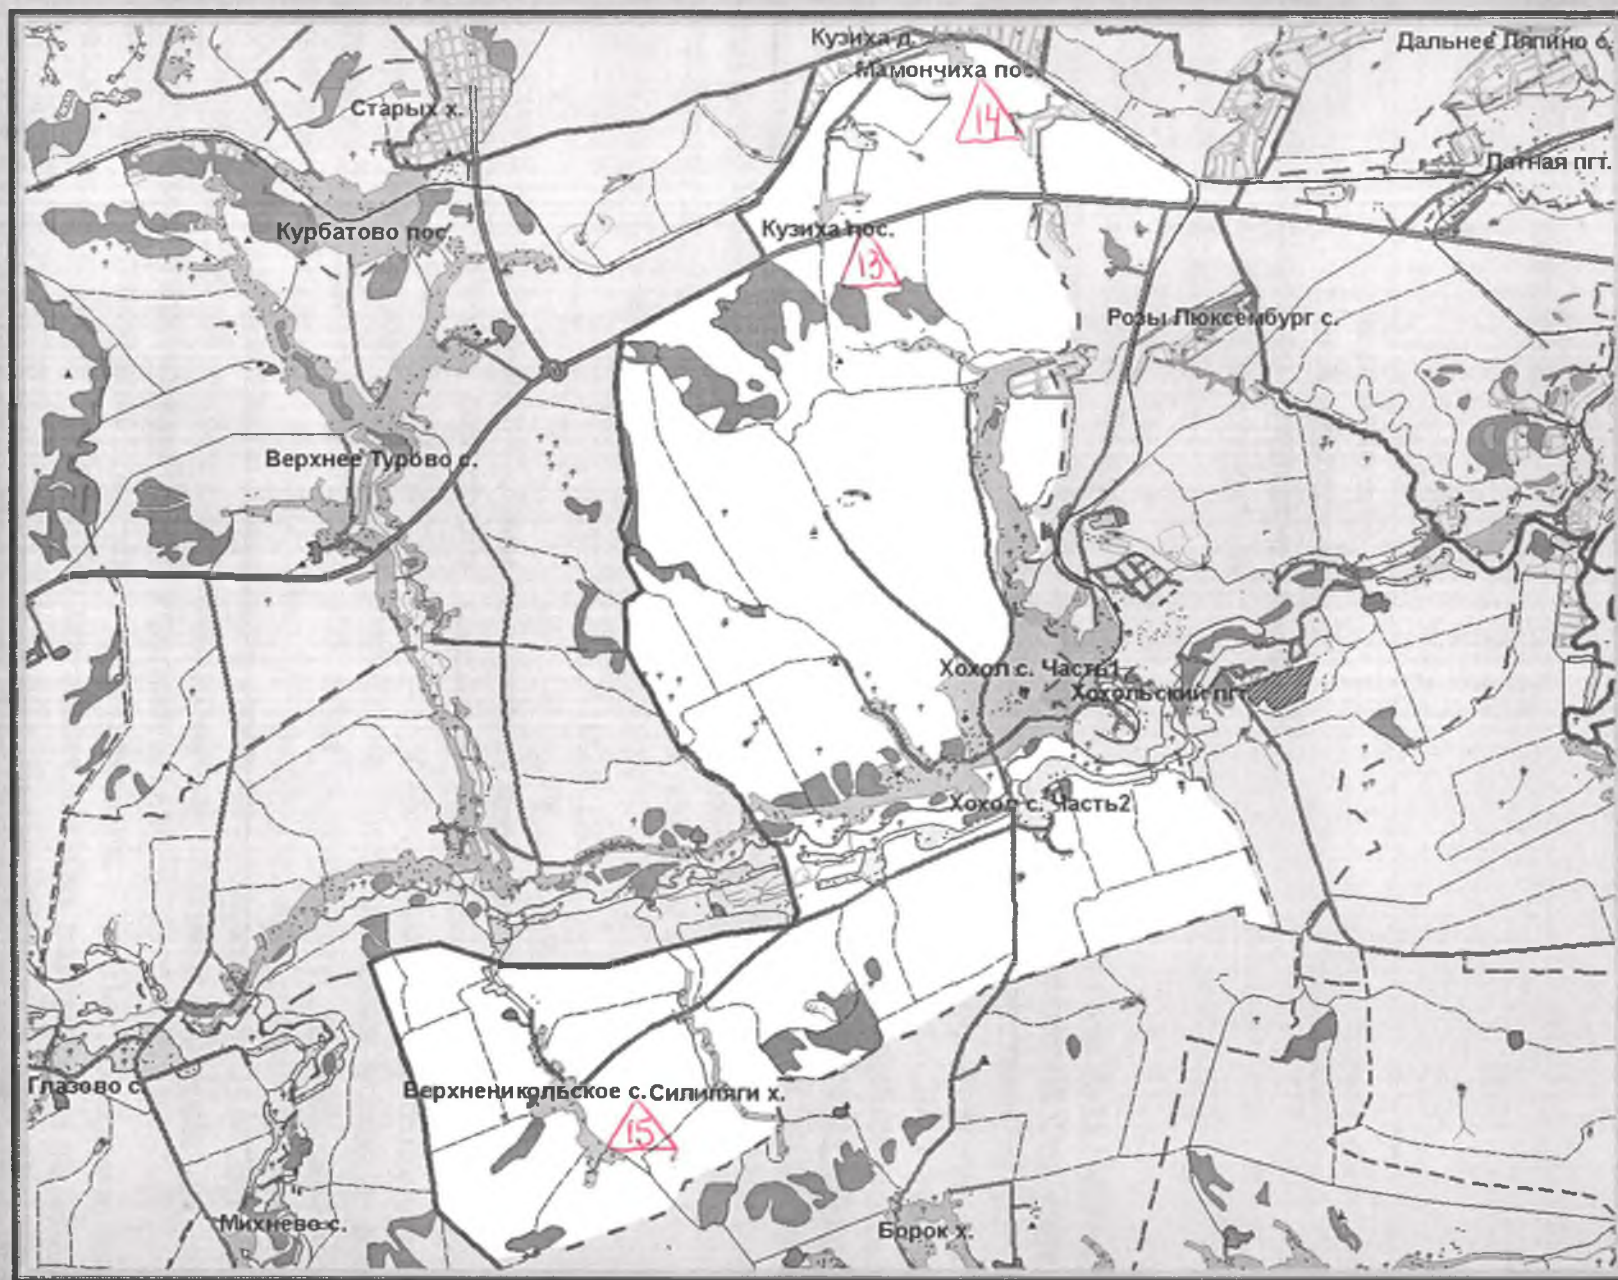 Кузиха д.
Дальнее Ляпино с.
Мамончиха пос.
Старых х.
14
Латная пгт.
Курбатово пос.
Кузиха пос.
13
Розы Люксембург с.
Верхнее Турово с.
Хохол с. Часть1
Хохольский пгт.
Хохол с. Часть2
Глазово с.
Верхненикольское с.
Силипяги х.
15
Михнево с.
Борок х.